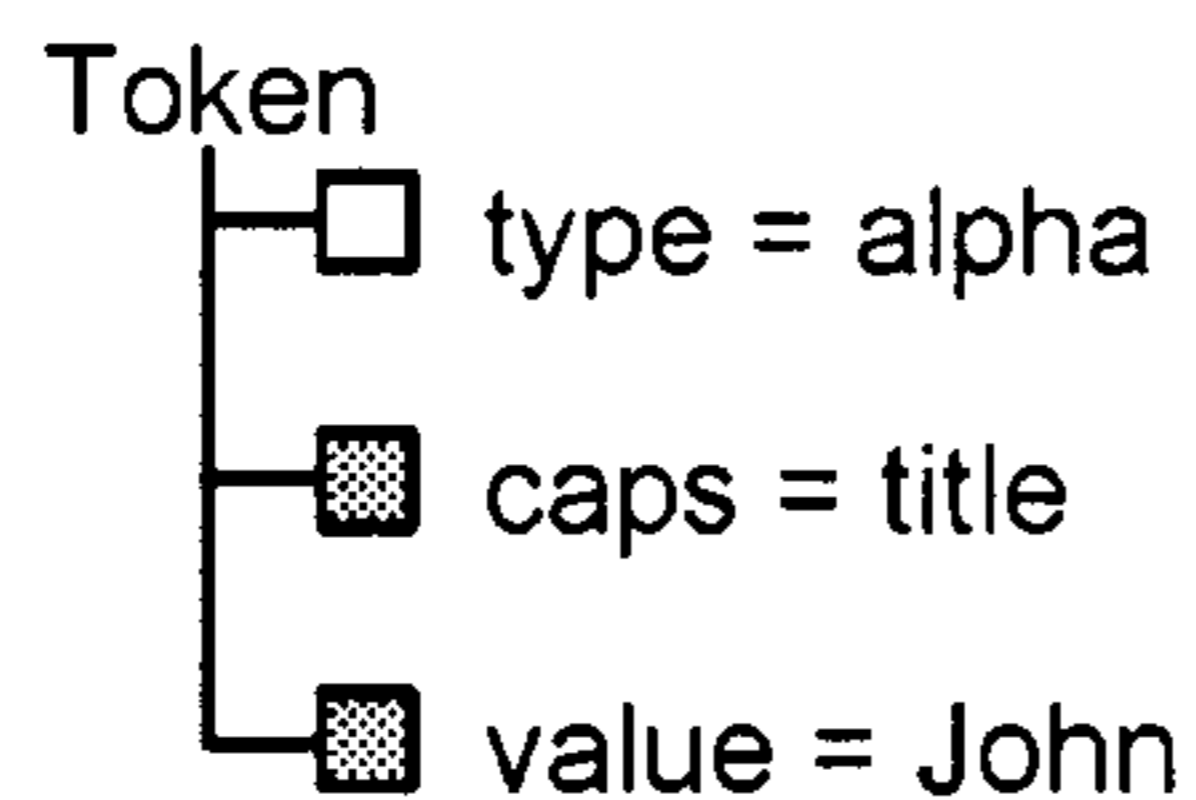 Token
type = alpha
caps = title
value = John